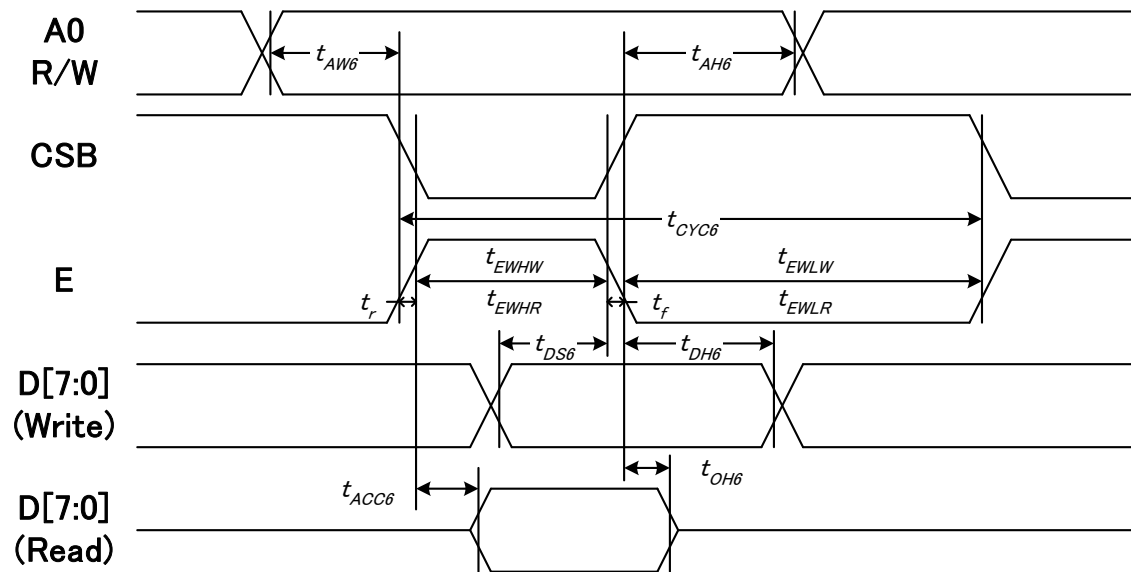 A0
R/W
t_AW6
t_AH6
CSB
t_CYC6
E
t_EWHW
t_EWLW
t_r
t_EWHR
t_f
t_EWLR
t_DS6
t_DH6
D[7:0]
(Write)
t_ACC6
t_OH6
D[7:0]
(Read)